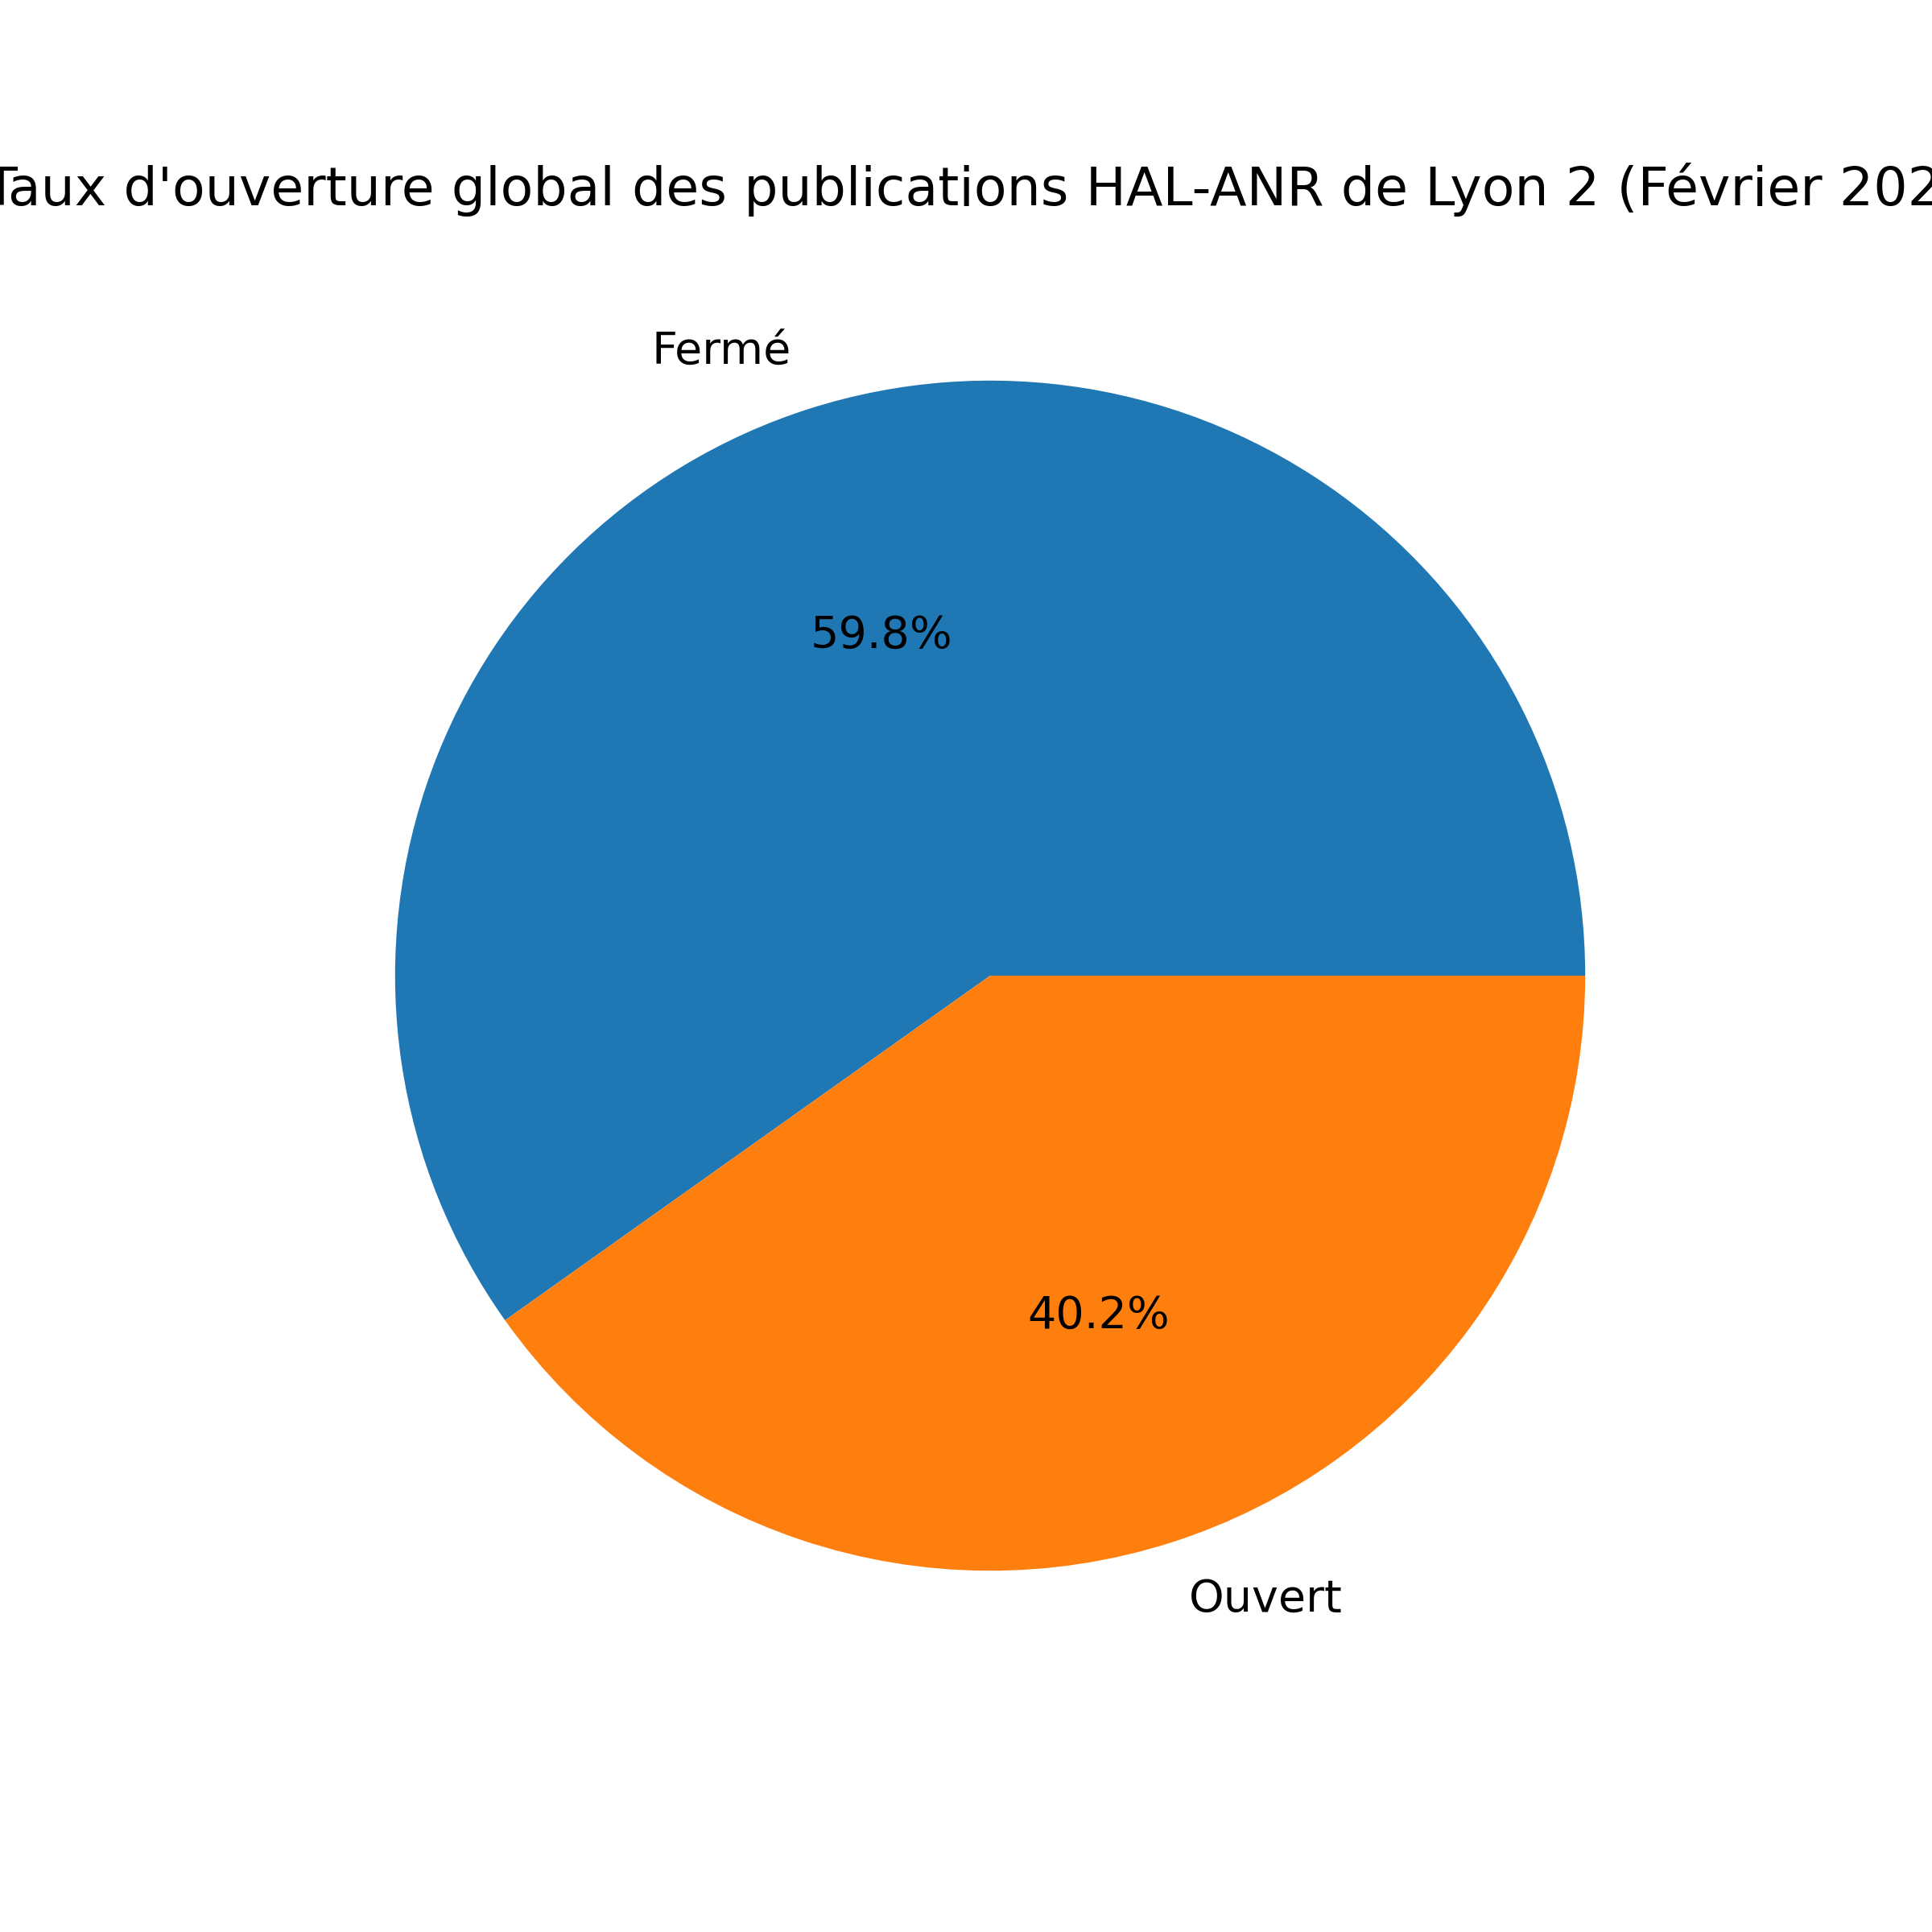 Taux d'ouverture global des publications HAL-ANR de Lyon 2 (Février 202
Fermé
59.8%
40.2%
Ouvert